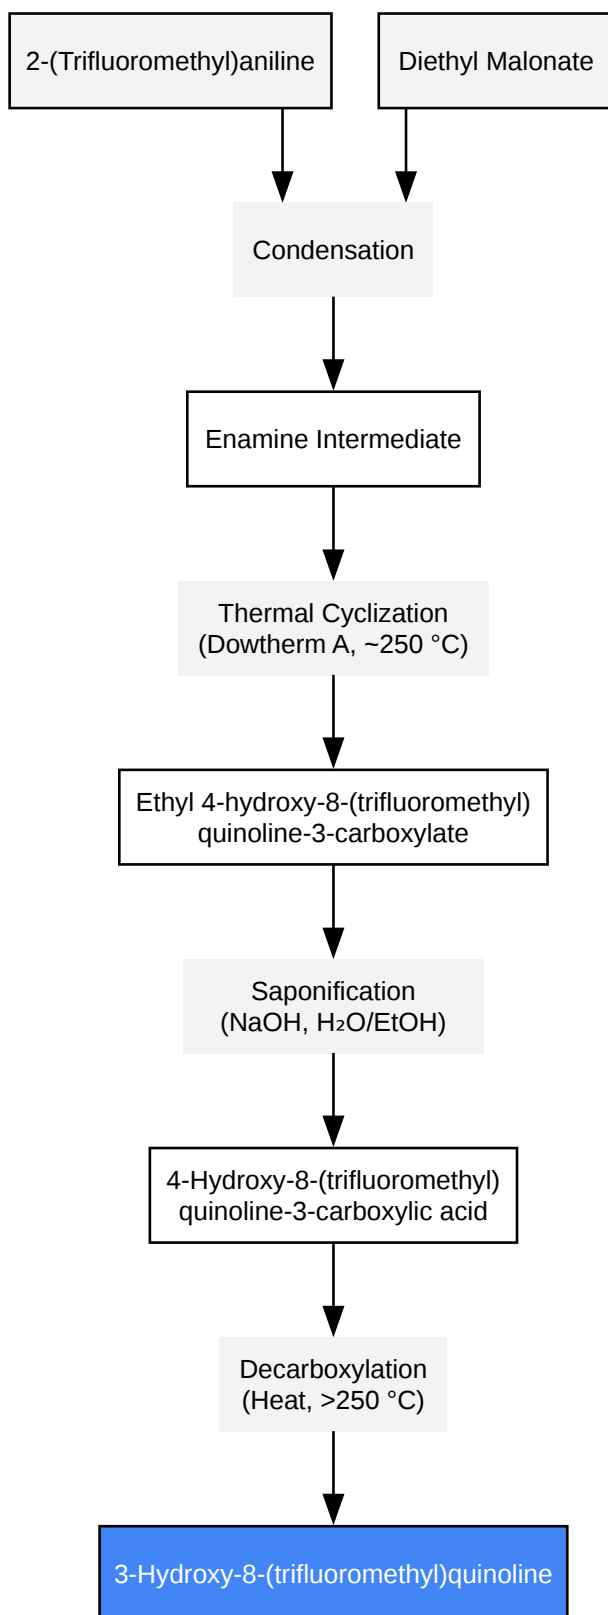 2-(Trifluoromethyl)aniline
Diethyl Malonate
Condensation
Enamine Intermediate
Thermal Cyclization
(Dowtherm A, ~250 °C)
Ethyl 4-hydroxy-8-(trifluoromethyl)
quinoline-3-carboxylate
Saponification
(NaOH, H₂O/EtOH)
4-Hydroxy-8-(trifluoromethyl)
quinoline-3-carboxylic acid
Decarboxylation
(Heat, >250 °C)
3-Hydroxy-8-(trifluoromethyl)quinoline